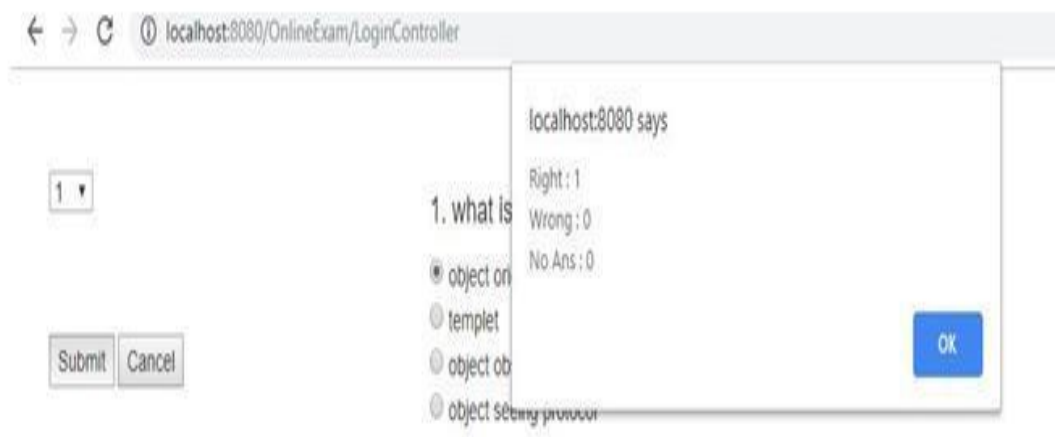 localhost:8080/OnlineExam/LoginController
localhost:8080 says
Right : 1
Wrong : 0
No Ans : 0
OK
1
Submit Cancel
1. what is
object ori
templet
object ob
object seeing protocol